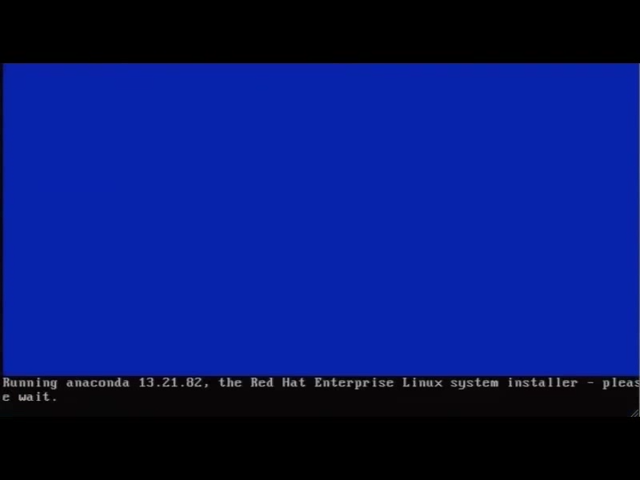 Running anaconda 13.21.82, the Red Hat Enterprise Linux system installer - pleas
e wait.